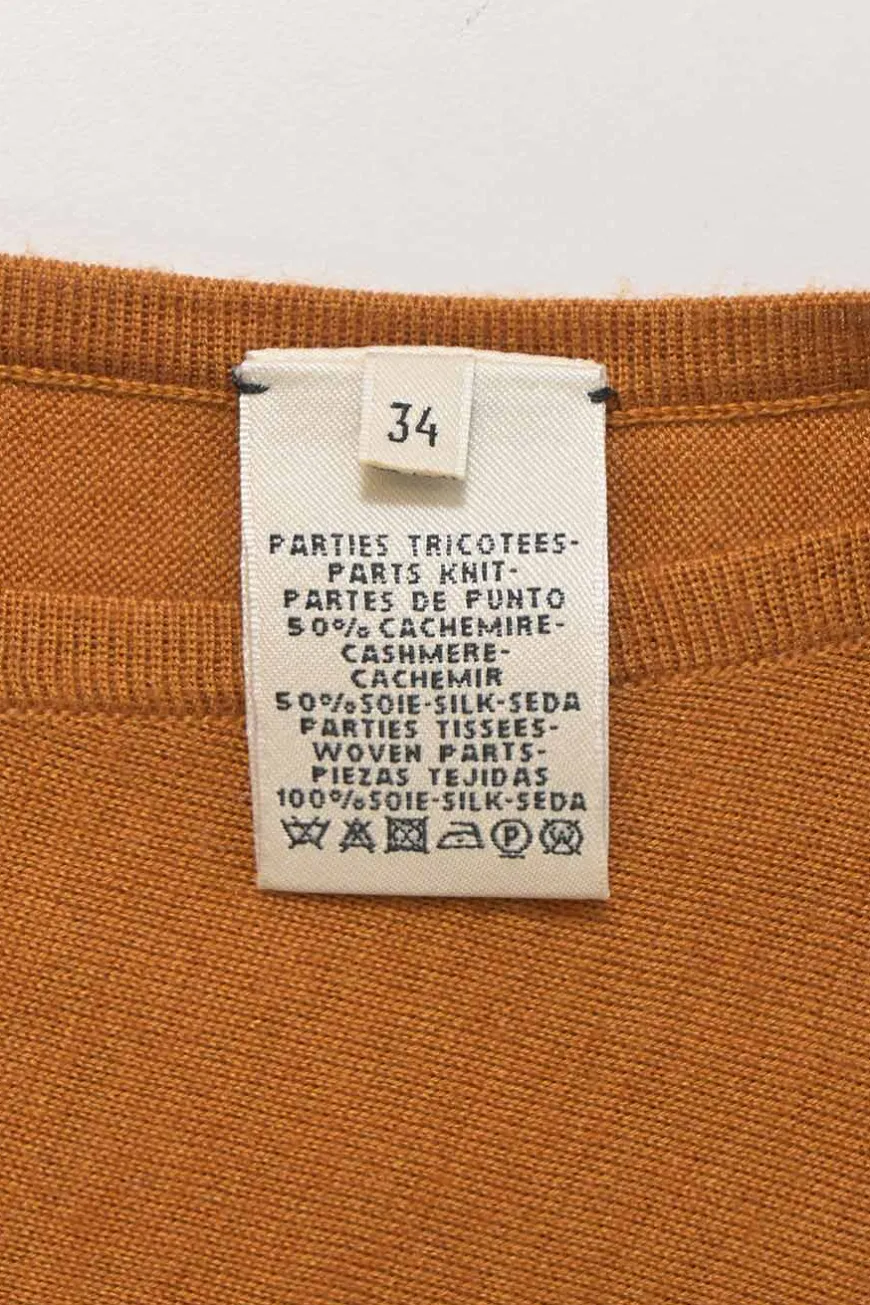 34
PARTIES TRICOTEES-
PARTS KNIT-
PARTES DE PUNTO
50% CACHEMIRE-
CASHMERE-
CACHEMIR
50% SOIE-SILK-SEDA
PARTIES TISSEES-
WOVEN PARTS-
PIEZAS TEJIDAS
100% SOIE-SILK-SEDA
P W